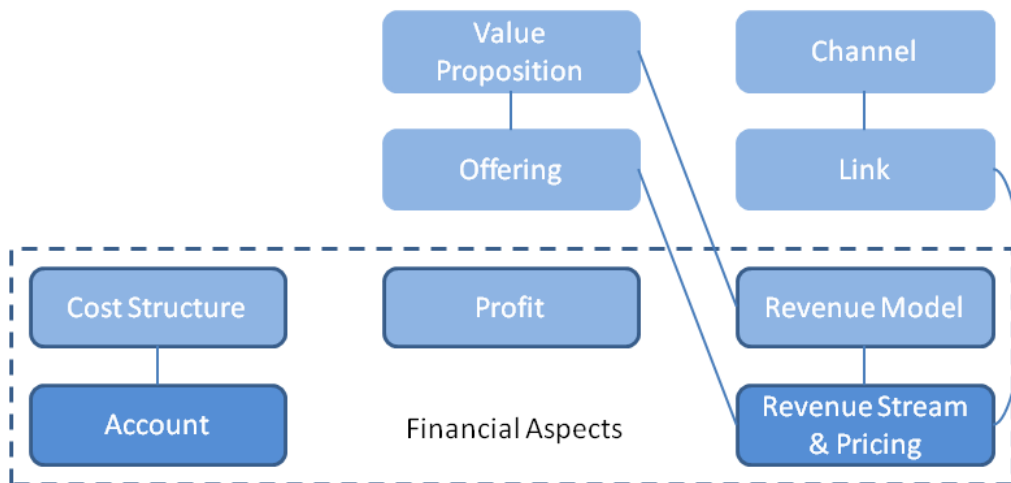 Value
Proposition
Channel
Offering
Link
Cost Structure
Profit
Revenue Model
Account
Financial Aspects
Revenue Stream
& Pricing